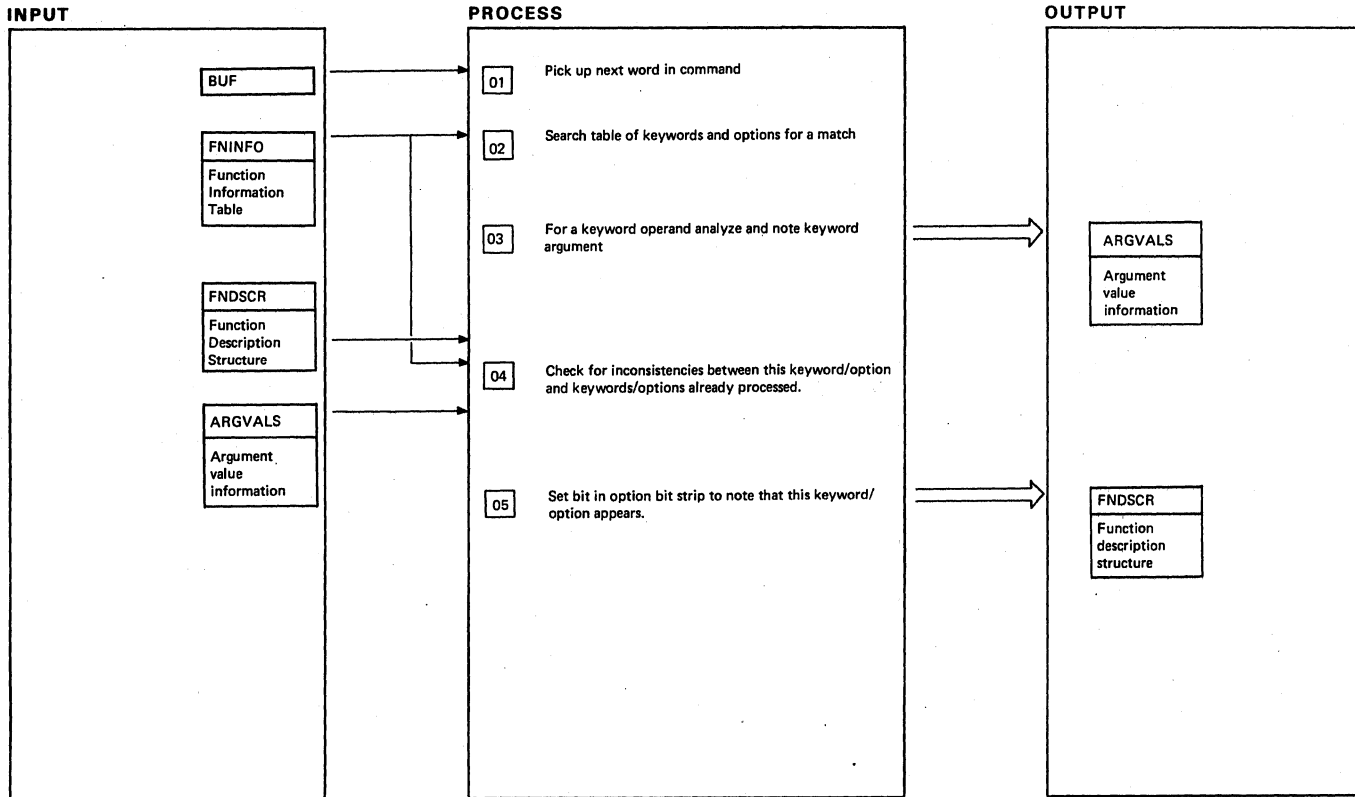 INPUT
BUF
FNINFO
Function
Information
Table
FNDSCR
Function
Description
Structure
ARGVALS
Argument
value
information
PROCESS
01
Pick up next word in command
02
Search table of keywords and options for a match
03
For a keyword operand analyze and note keyword
argument
04
Check for inconsistencies between this keyword/option
and keywords/options already processed.
05
Set bit in option bit strip to note that this keyword/
option appears.
OUTPUT
ARGVALS
Argument
value
information
FNDSCR
Function
description
structure